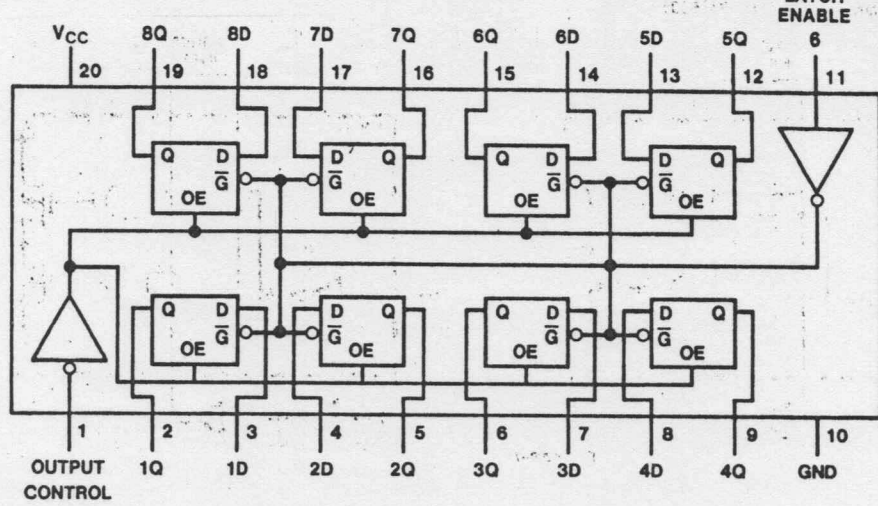 ENABLE
VCC 8Q 8D 7D 7Q 6Q 6D 5D 5Q 6
20 19 18 17 16 15 14 13 12 11
Q D D Q Q D D Q
G G G G
OE OE OE OE
Q D D Q Q D D Q
G G G G
OE OE OE OE
1 2 3 4 5 6 7 8 9 10
OUTPUT CONTROL 1Q 1D 2D 2Q 3Q 3D 4D 4Q GND